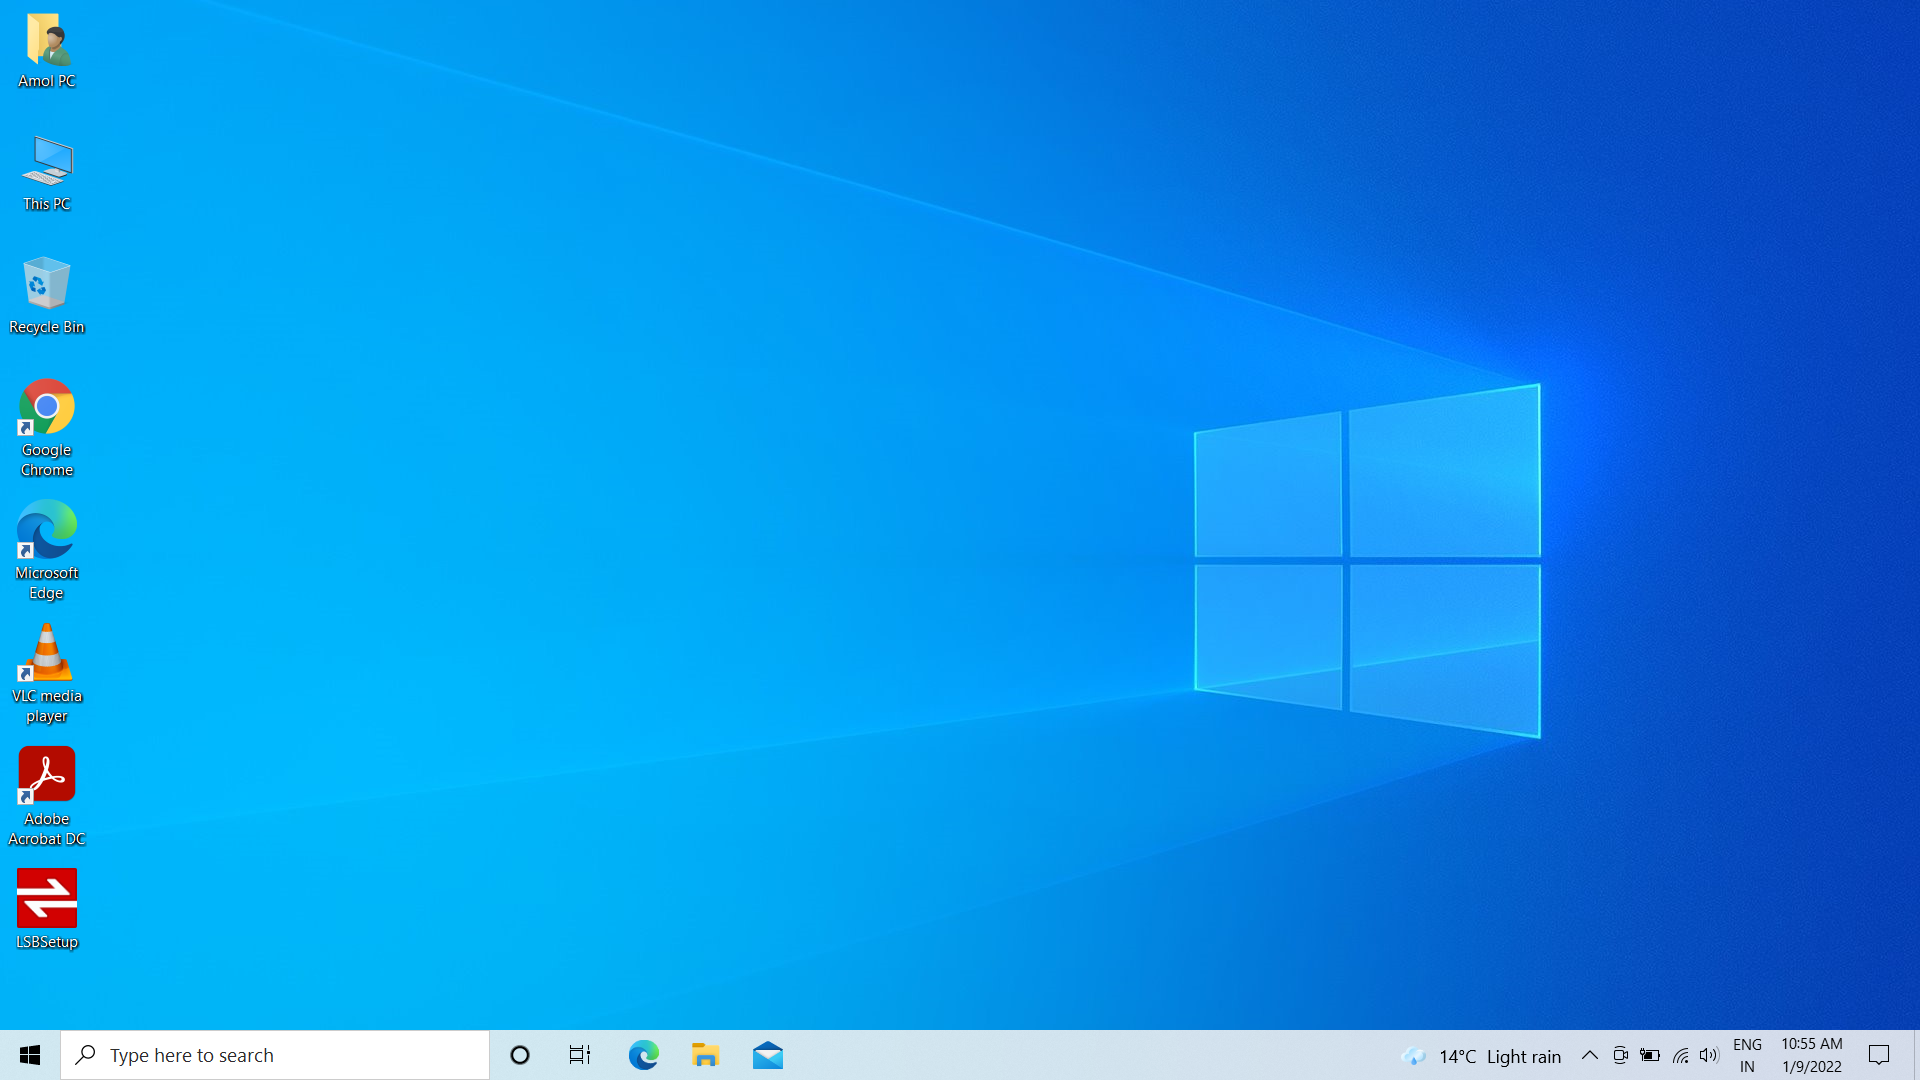 Amol PC
This PC
Recycle Bin
Google
Chrome
Microsoft
Edge
VLC media
player
Adobe
Acrobat DC
LSBSetup
Type here to search
14°C Light rain
ENG
IN
10:55 AM
1/9/2022